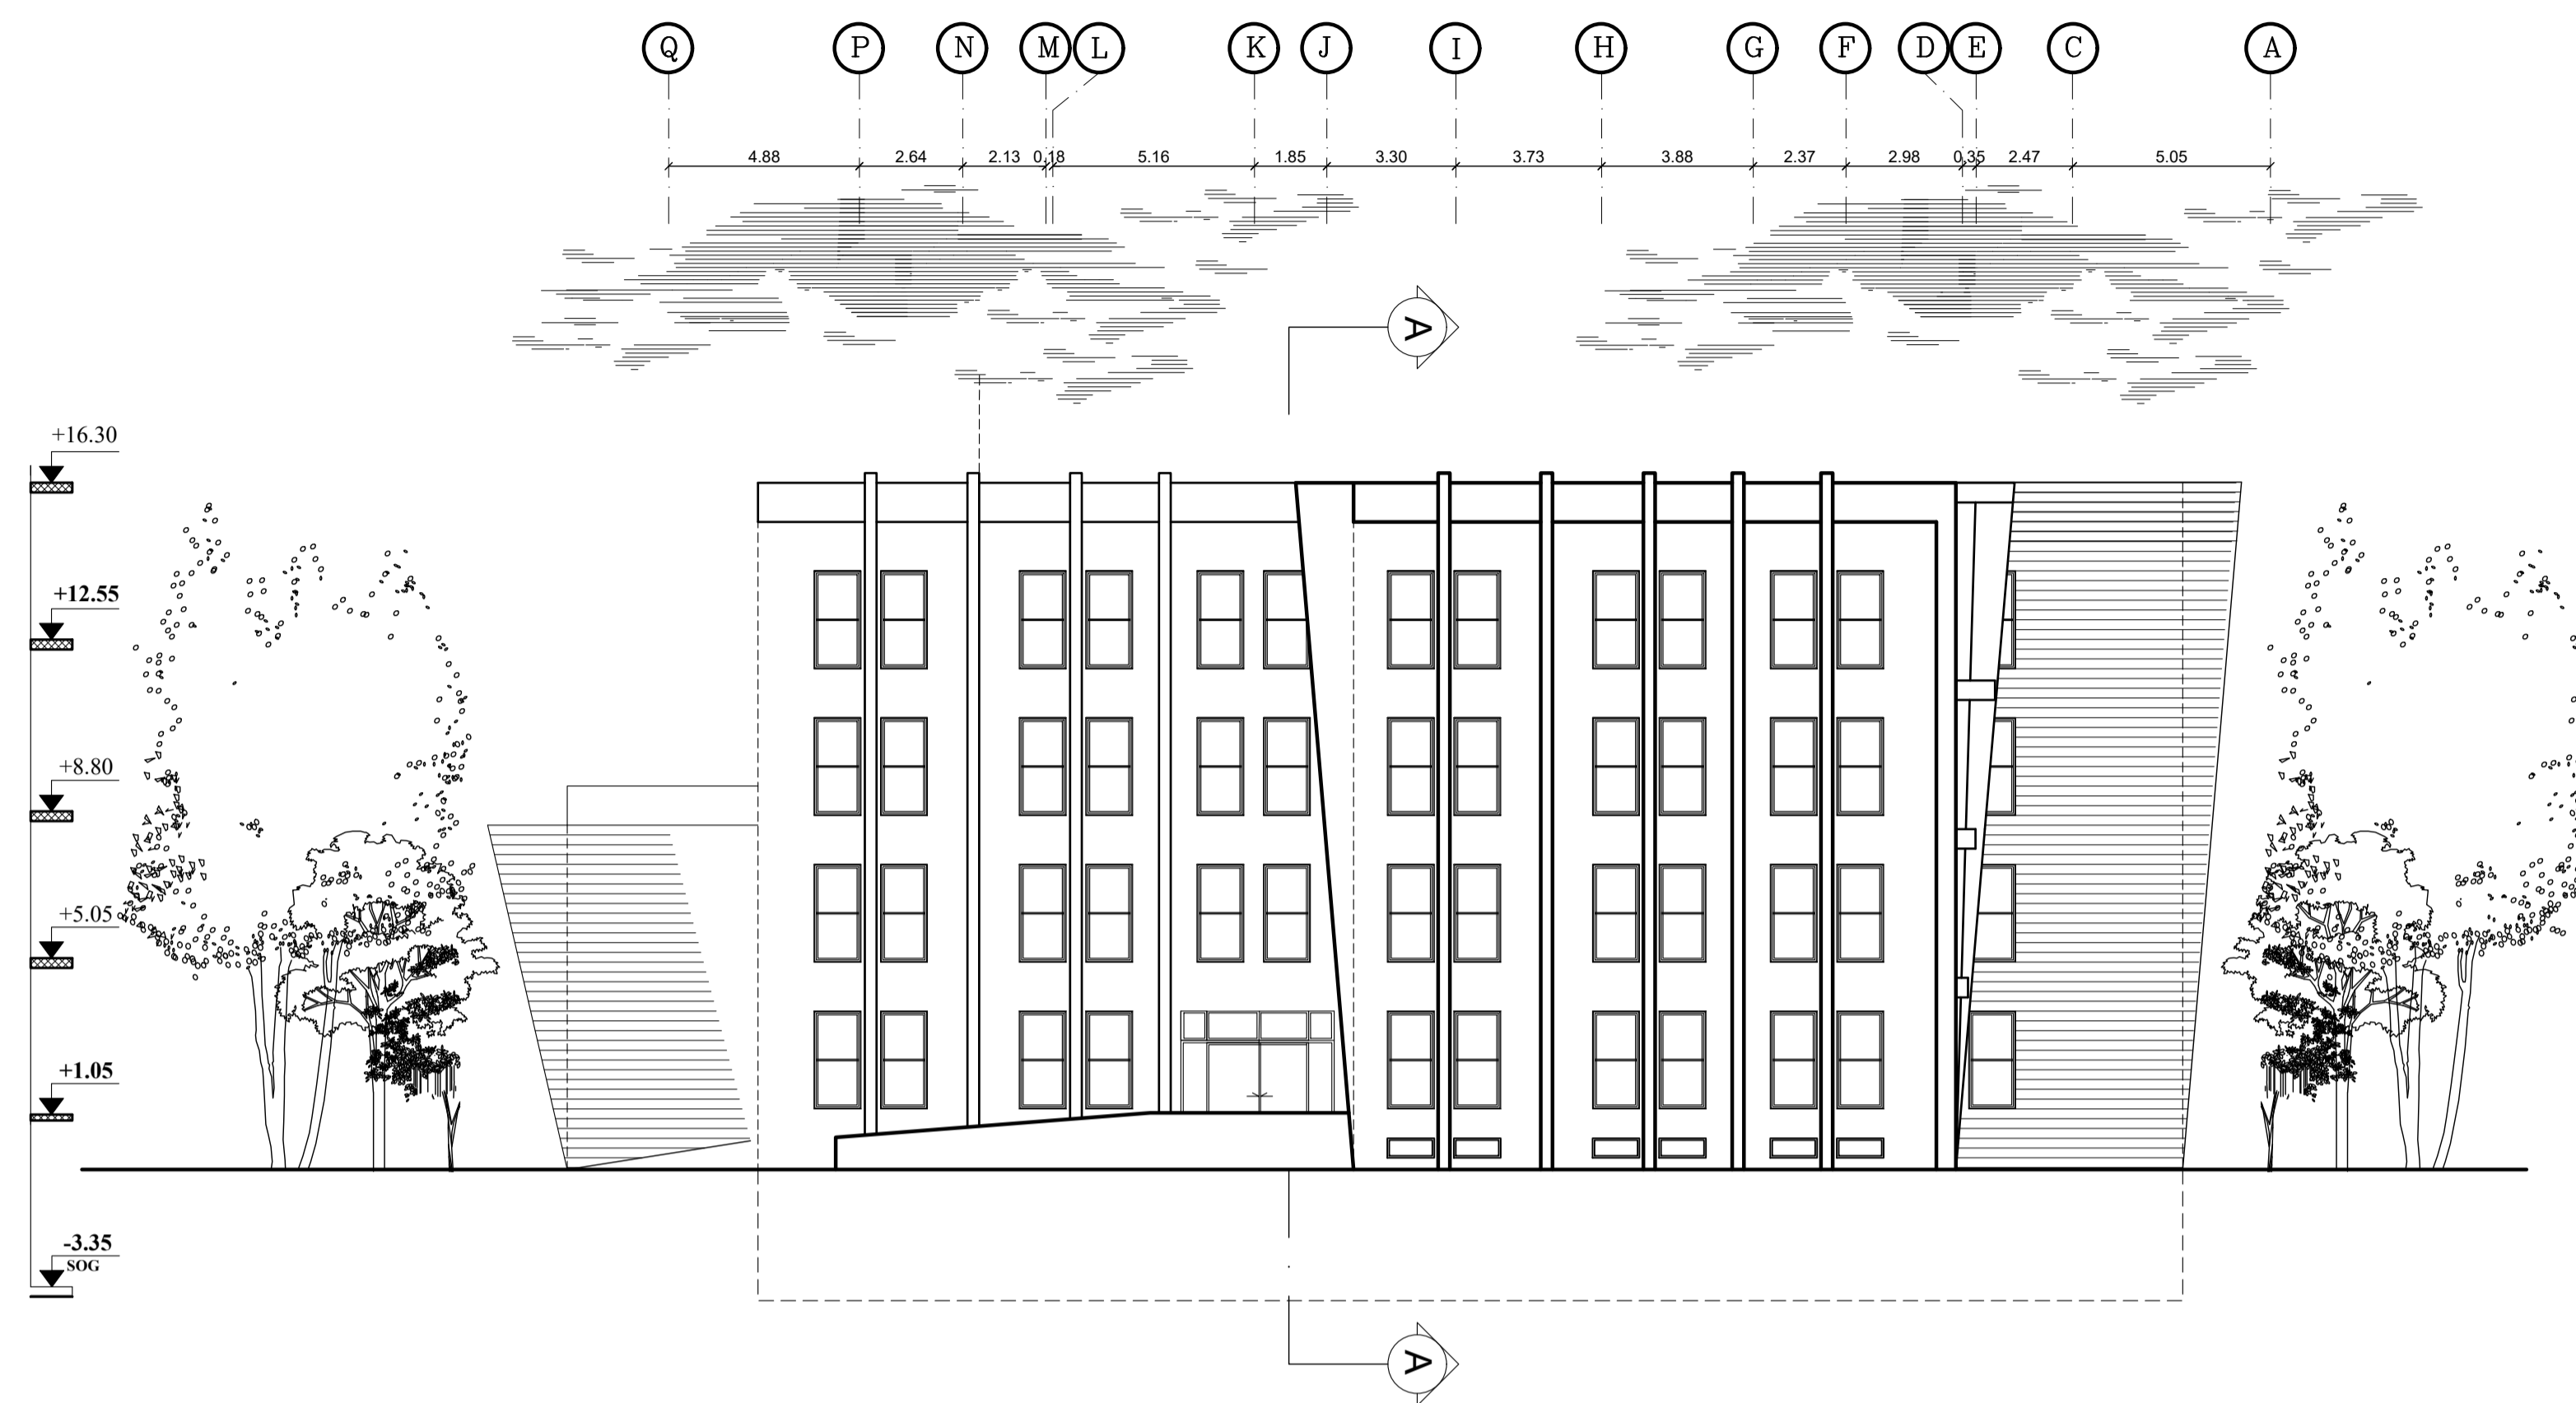 Q P N M L K J I H G F D E C A
4.88 2.64 2.13 0.18 5.16 1.85 3.30 3.73 3.88 2.37 2.98 0.35 2.47 5.05
A
+16.30
+12.55
+8.80
+5.05
+1.05
-3.35
SOG
A